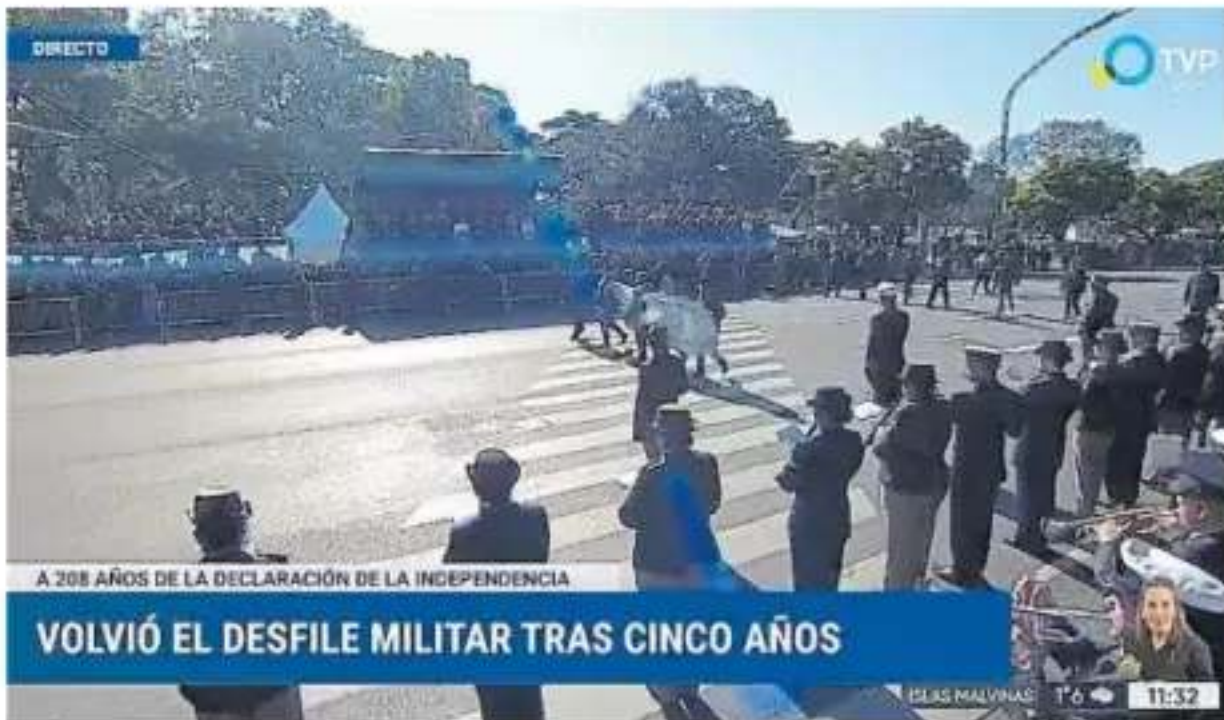 DIRECTO
TVP
A 208 AÑOS DE LA DECLARACIÓN DE LA INDEPENDENCIA
VOLVIÓ EL DESFILE MILITAR TRAS CINCO AÑOS
ISLAS MALVINAS 1°6 11:32